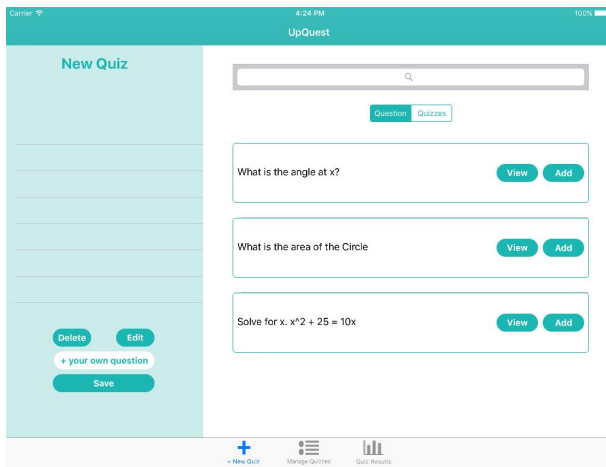 Carrier 4:24 PM 100%
UpQuest
New Quiz
Question Quizzes
What is the angle at x? View Add
What is the area of the Circle View Add
Solve for x. x^2 + 25 = 10x View Add
Delete Edit
+ your own question
Save
+ New Quiz Manage Quizzes Quiz Results